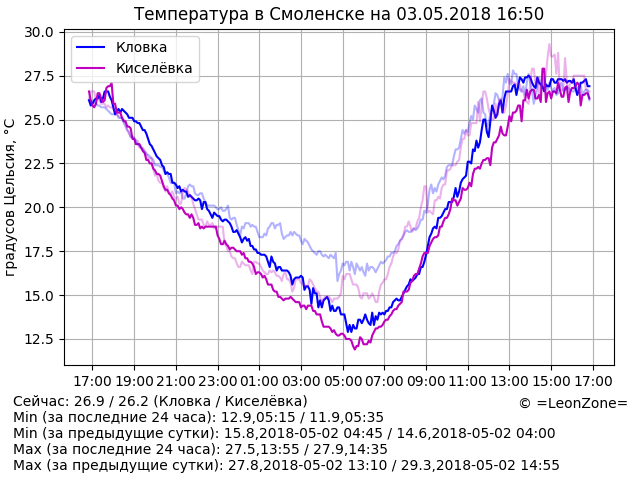 Температура в Смоленске на 03.05.2018 16:50
Кловка
Киселёвка
градусов Цельсия, °C
30.0
27.5
25.0
22.5
20.0
17.5
15.0
12.5
17:00 19:00 21:00 23:00 01:00 03:00 05:00 07:00 09:00 11:00 13:00 15:00 17:00
Сейчас: 26.9 / 26.2 (Кловка / Киселёвка)
© =LeonZone=
Min (за последние 24 часа): 12.9,05:15 / 11.9,05:35
Min (за предыдущие сутки): 15.8,2018-05-02 04:45 / 14.6,2018-05-02 04:00
Max (за последние 24 часа): 27.5,13:55 / 27.9,14:35
Max (за предыдущие сутки): 27.8,2018-05-02 13:10 / 29.3,2018-05-02 14:55